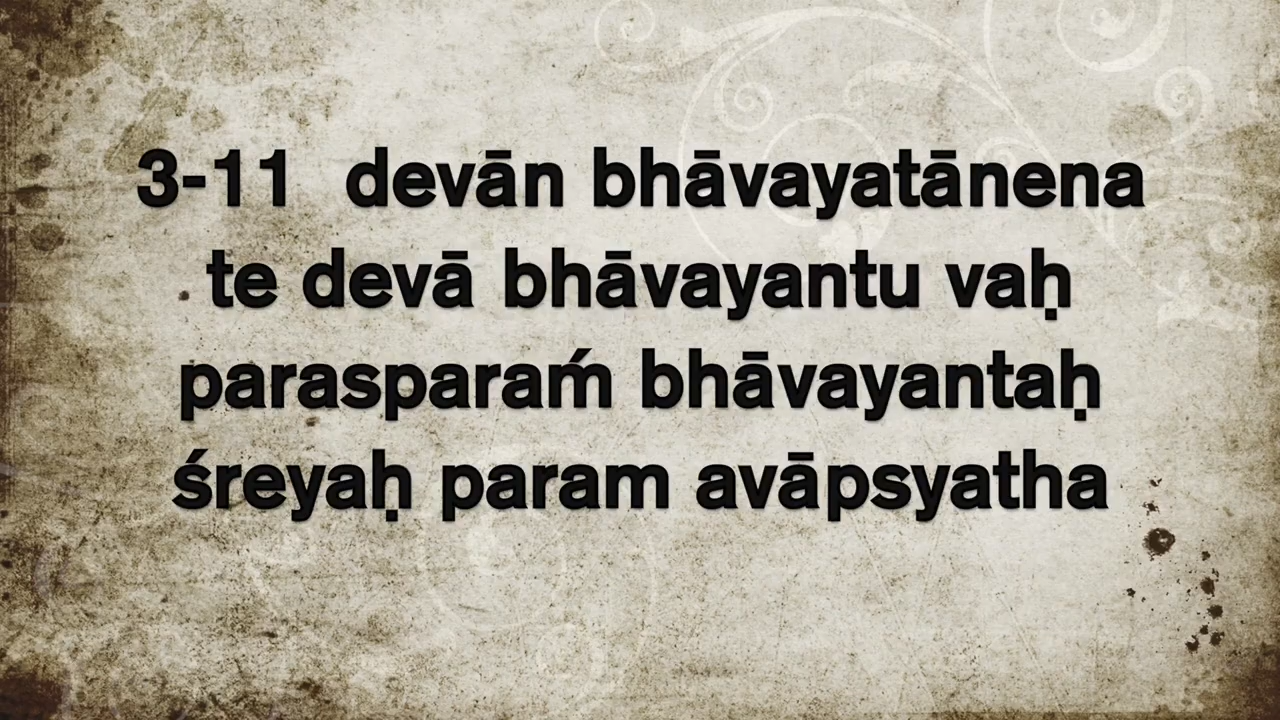 3-11 devān bhāvayatānena
te devā bhāvayantu vaḥ
parasparaḿ bhāvayantaḥ
śreyaḥ param avāpsyatha